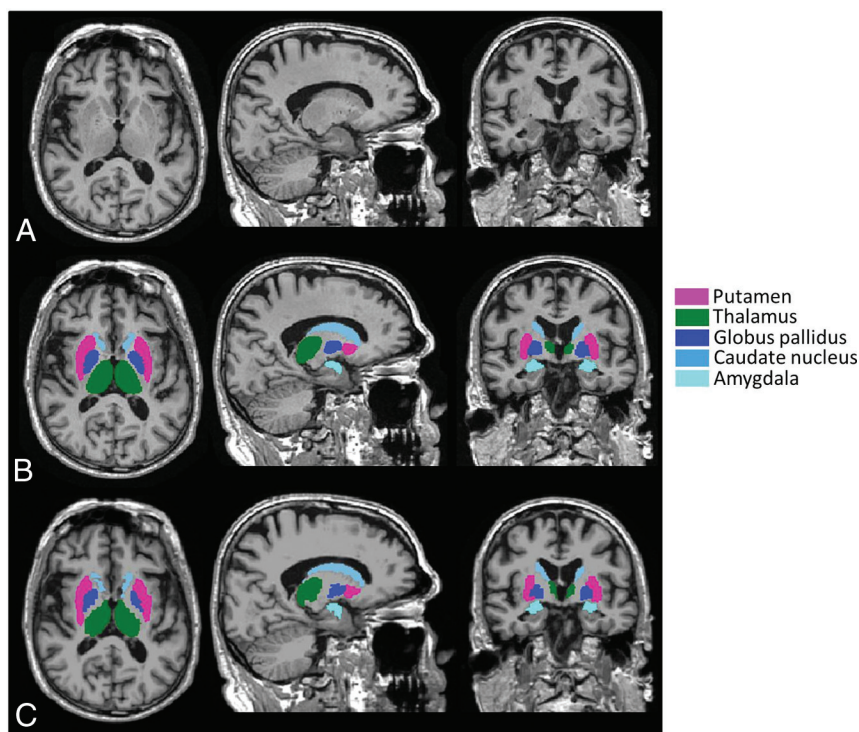 A
B
C
Putamen
Thalamus
Globus pallidus
Caudate nucleus
Amygdala